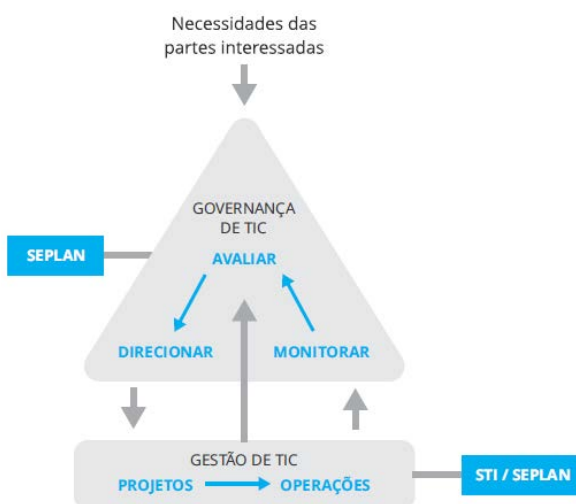 Necessidades das
partes interessadas
GOVERNANÇA
DE TIC
SEPLAN
AVALIAR
DIRECIONAR
MONITORAR
GESTÃO DE TIC
PROJETOS
OPERAÇÕES
STI / SEPLAN